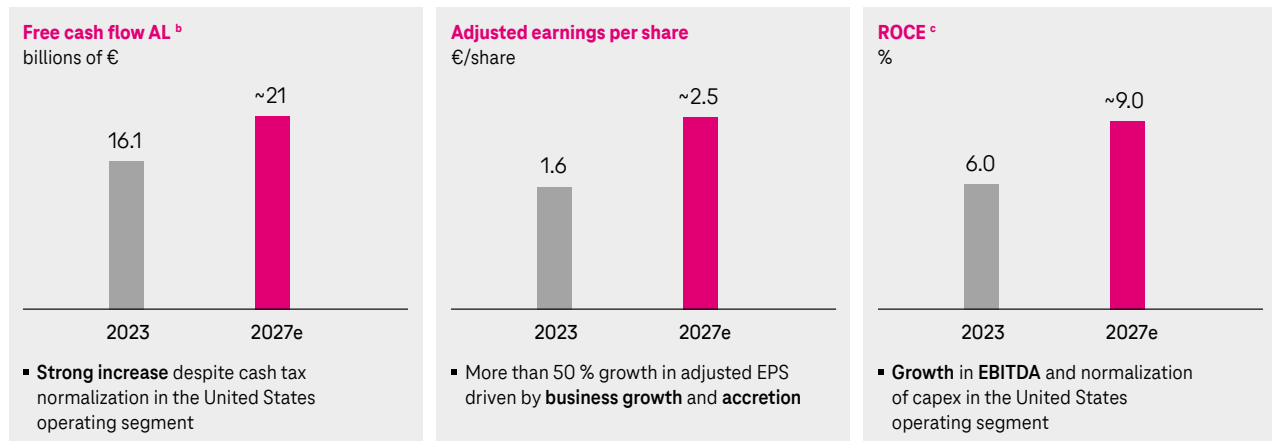 Free cash flow AL b
billions of €
~21
16.1
2023 2027e
▪ Strong increase despite cash tax
normalization in the United States
operating segment
Adjusted earnings per share
€/share
~2.5
1.6
2023 2027e
▪ More than 50 % growth in adjusted EPS
driven by business growth and accretion
ROCE c
%
~9.0
6.0
2023 2027e
▪ Growth in EBITDA and normalization
of capex in the United States
operating segment